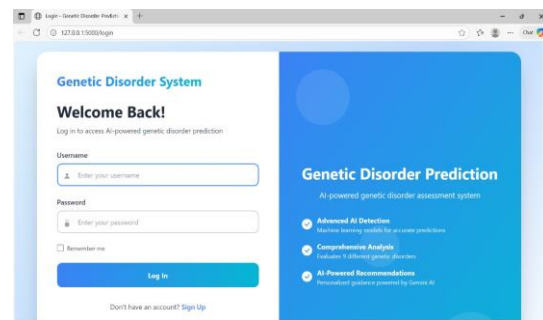 Login - Genetic Disorder Predicti
127.0.0.1:5000/login
Chat
Genetic Disorder System
Welcome Back!
Log in to access AI-powered genetic disorder prediction
Username
Enter your username
Password
Enter your password
Remember me
Log In
Don't have an account? Sign Up
Genetic Disorder Prediction
AI-powered genetic disorder assessment system
Advanced AI Detection
Machine learning models for accurate predictions
Comprehensive Analysis
Evaluates 9 different genetic disorders
AI-Powered Recommendations
Personalized guidance powered by Gemini AI